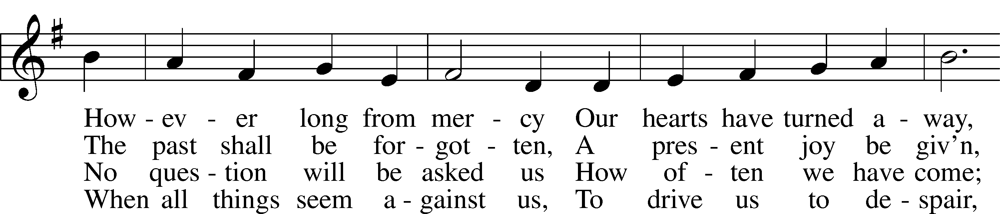 How - ev - er long from mer - cy Our hearts have turned a - way,
The past shall be for - got - ten, A pres - ent joy be giv’n,
No ques - tion will be asked us How of - ten we have come;
When all things seem a - gainst us, To drive us to de - spair,